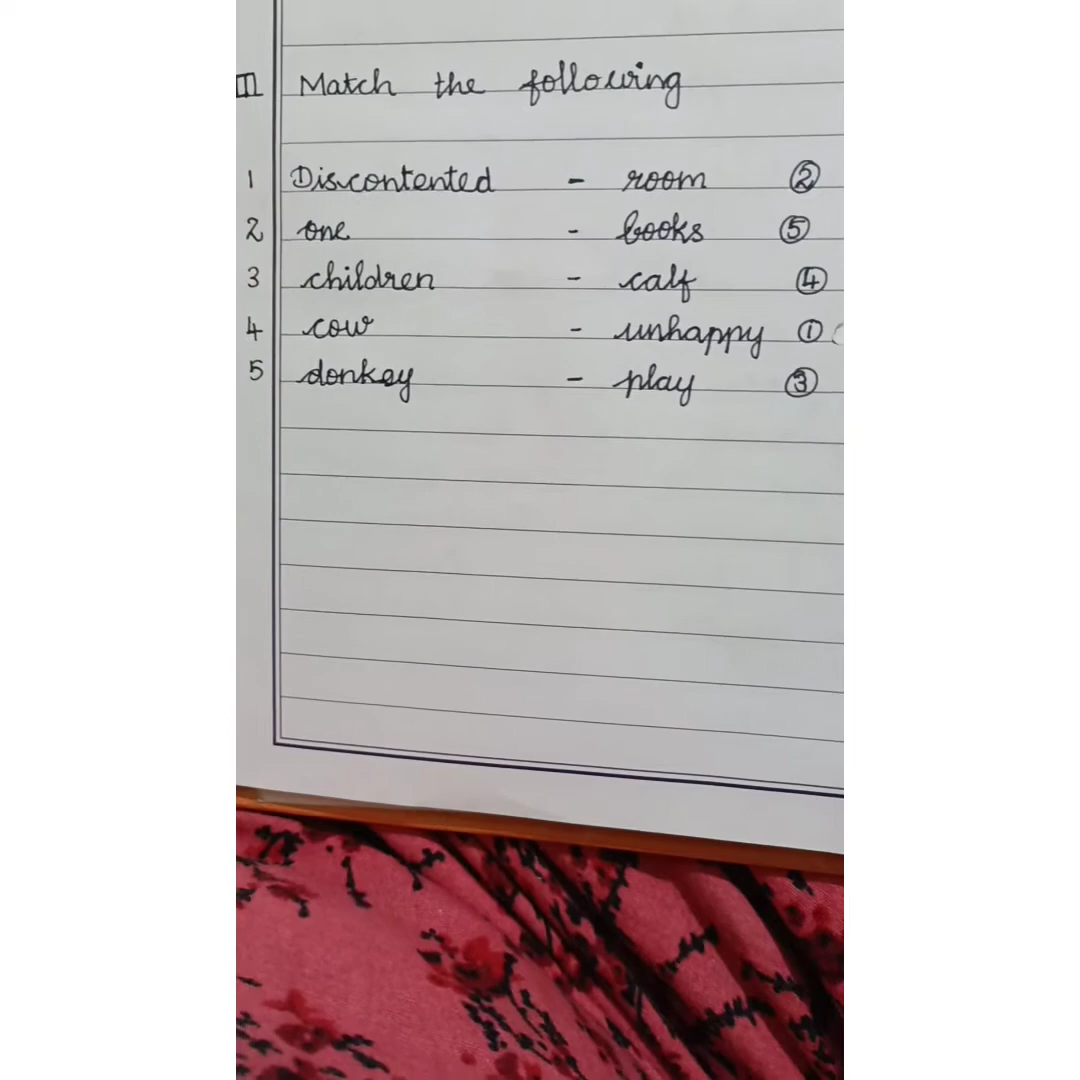 III Match the following
1 Discontented - room ②
2 one - books ⑤
3 children - calf ④
4 cow - unhappy ①
5 donkey - play ③